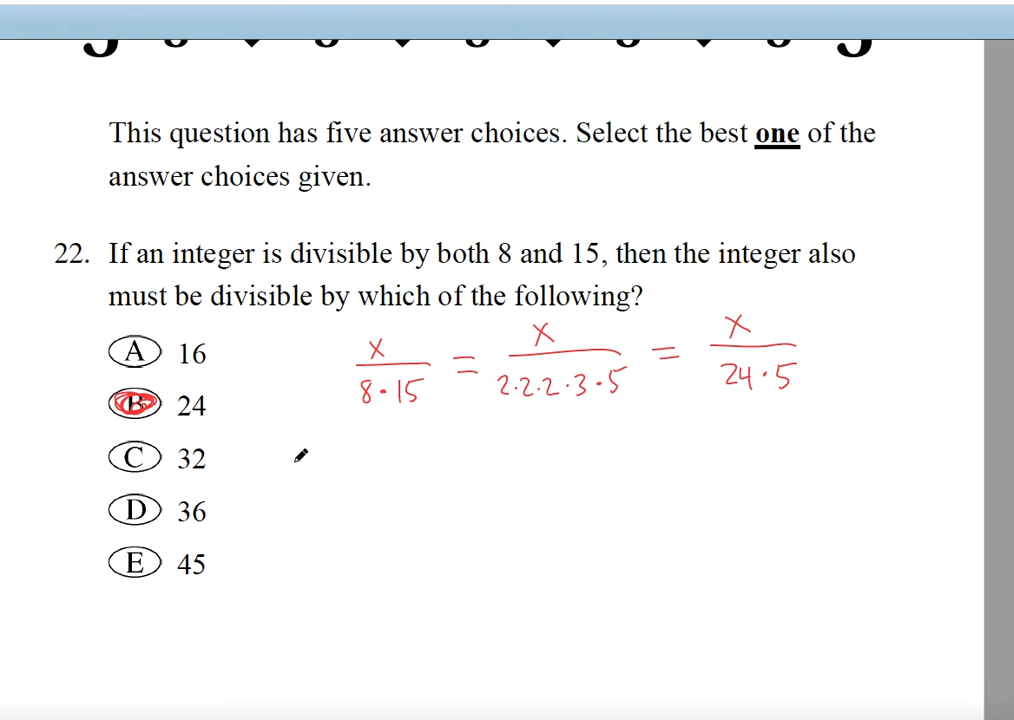 This question has five answer choices. Select the best one of the
answer choices given.
22. If an integer is divisible by both 8 and 15, then the integer also
must be divisible by which of the following?
A 16
B 24
C 32
D 36
E 45
x/8·15 = x/2·2·2·3·5 = x/24·5